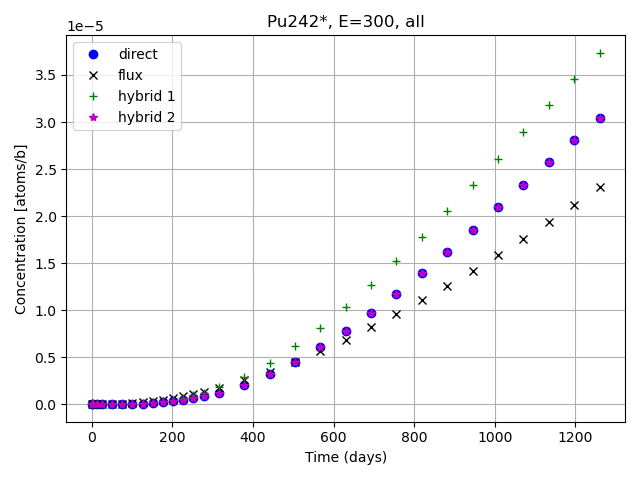 Pu242*, E=300, all
1e−5
direct
flux
hybrid 1
hybrid 2
3.5
3.0
2.5
2.0
1.5
1.0
0.5
0.0
Concentration [atoms/b]
0 200 400 600 800 1000 1200
Time (days)